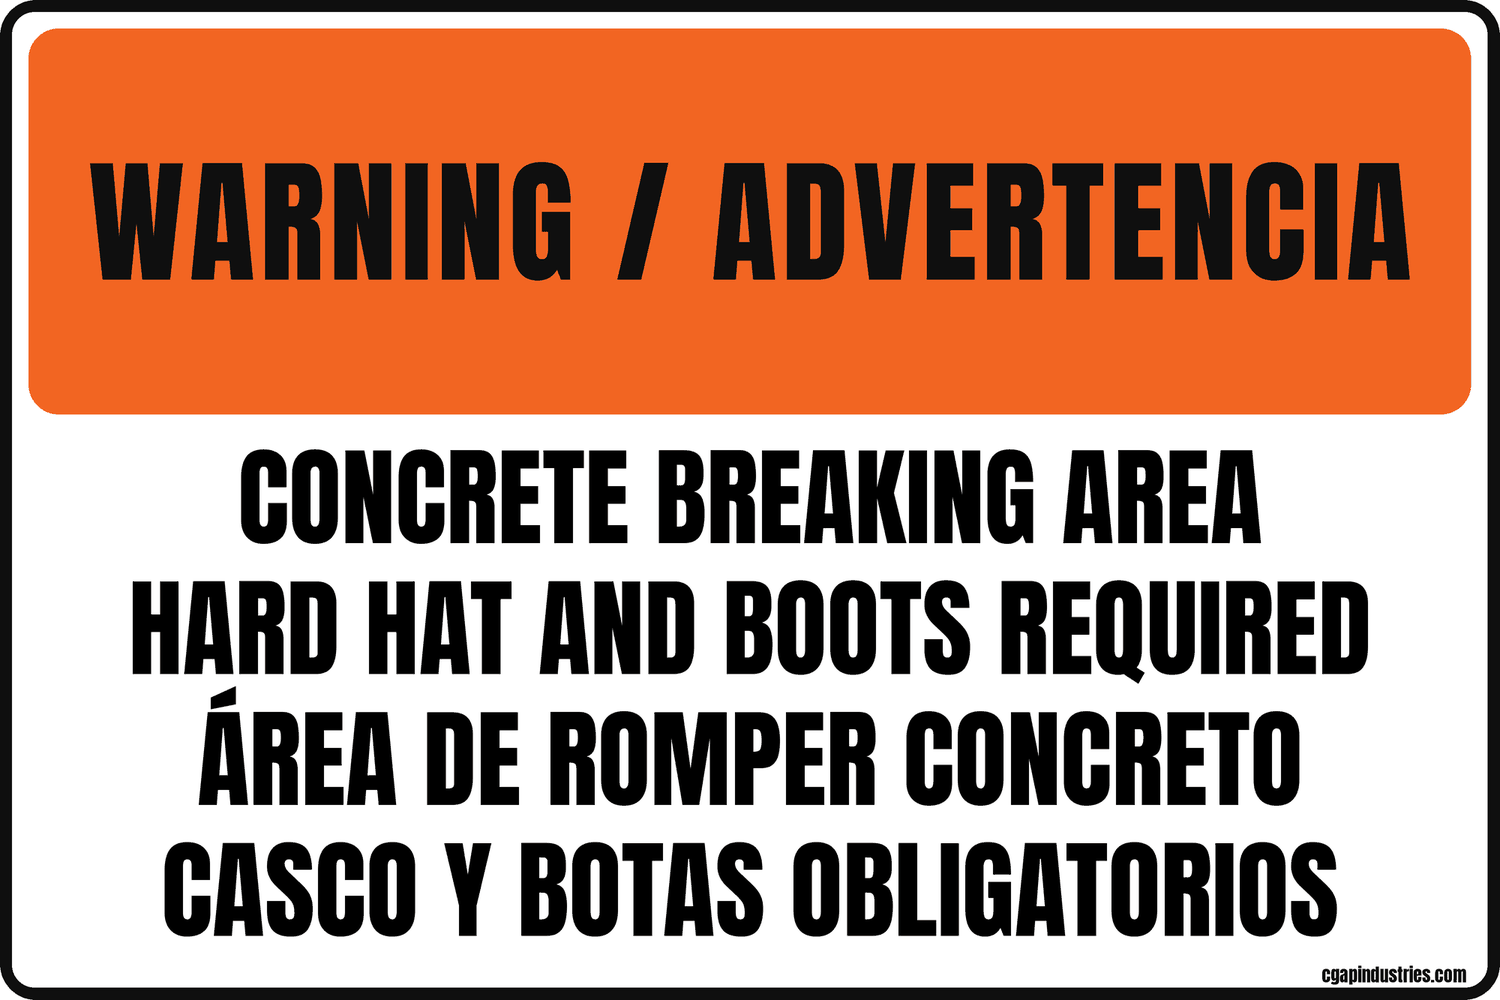 WARNING / ADVERTENCIA
CONCRETE BREAKING AREA
HARD HAT AND BOOTS REQUIRED
ÁREA DE ROMPER CONCRETO
CASCO Y BOTAS OBLIGATORIOS
cgapindustries.com